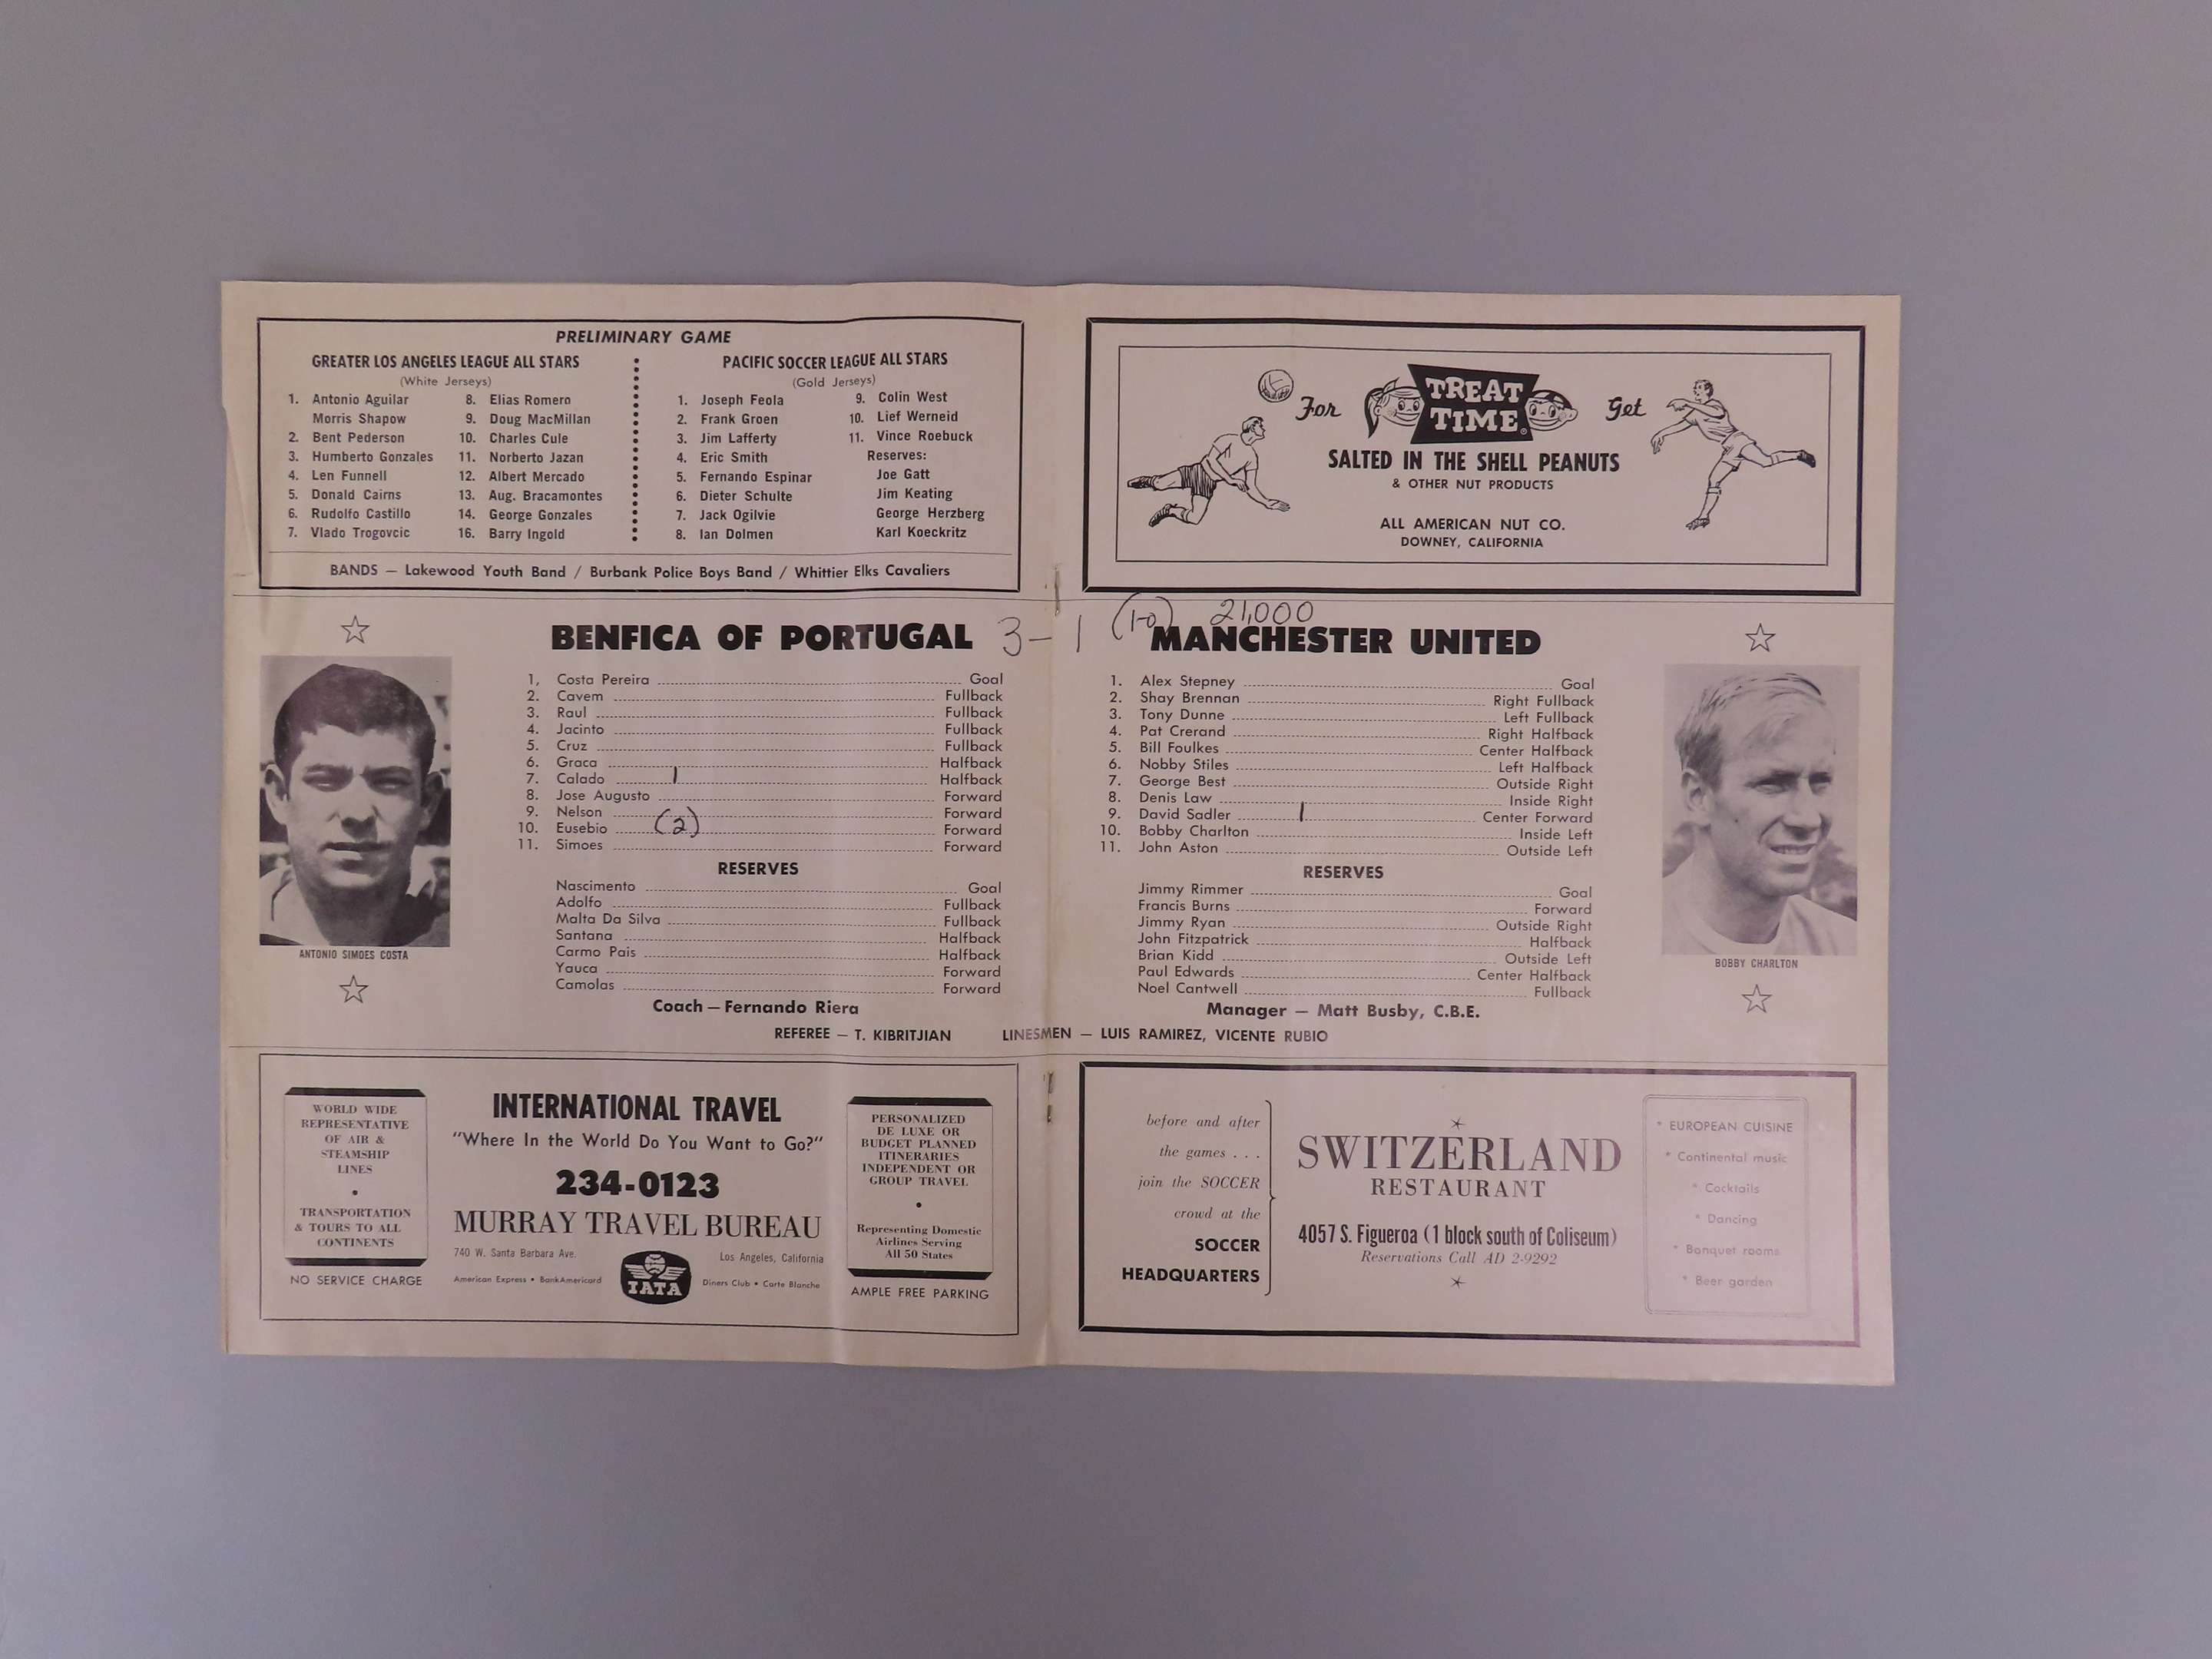 PRELIMINARY GAME
GREATER LOS ANGELES LEAGUE ALL STARS
(White Jerseys)
1. Antonio Aguilar
Morris Shapow
2. Bent Pederson
3. Humberto Gonzales
4. Len Funnell
5. Donald Cairns
6. Rudolfo Castillo
7. Vlado Trogovcic
8. Elias Romero
9. Doug MacMillan
10. Charles Cule
11. Norberto Jazan
12. Albert Mercado
13. Aug. Bracamontes
14. George Gonzales
16. Barry Ingold
PACIFIC SOCCER LEAGUE ALL STARS
(Gold Jerseys)
1. Joseph Feola
2. Frank Groen
3. Jim Lafferty
4. Eric Smith
5. Fernando Espinar
6. Dieter Schulte
7. Jack Ogilvie
8. Ian Dolmen
9. Colin West
10. Lief Werneid
11. Vince Roebuck
Reserves:
Joe Gatt
Jim Keating
George Herzberg
Karl Koeckritz
BANDS — Lakewood Youth Band / Burbank Police Boys Band / Whittier Elks Cavaliers
For TREAT TIME® Get
SALTED IN THE SHELL PEANUTS
& OTHER NUT PRODUCTS
ALL AMERICAN NUT CO.
DOWNEY, CALIFORNIA
3-1 (1-0) 21,000
BENFICA OF PORTUGAL
1, Costa Pereira Goal
2. Cavem Fullback
3. Raul Fullback
4. Jacinto Fullback
5. Cruz Fullback
6. Graca Halfback
7. Calado 1 Halfback
8. Jose Augusto Forward
9. Nelson Forward
10. Eusebio (2) Forward
11. Simoes Forward
RESERVES
Nascimento Goal
Adolfo Fullback
Malta Da Silva Fullback
Santana Halfback
Carmo Pais Halfback
Yauca Forward
Camolas Forward
Coach — Fernando Riera
ANTONIO SIMOES COSTA
MANCHESTER UNITED
1. Alex Stepney Goal
2. Shay Brennan Right Fullback
3. Tony Dunne Left Fullback
4. Pat Crerand Right Halfback
5. Bill Foulkes Center Halfback
6. Nobby Stiles Left Halfback
7. George Best Outside Right
8. Denis Law Inside Right
9. David Sadler 1 Center Forward
10. Bobby Charlton Inside Left
11. John Aston Outside Left
RESERVES
Jimmy Rimmer Goal
Francis Burns Forward
Jimmy Ryan Outside Right
John Fitzpatrick Halfback
Brian Kidd Outside Left
Paul Edwards Center Halfback
Noel Cantwell Fullback
Manager — Matt Busby, C.B.E.
BOBBY CHARLTON
REFEREE — T. KIBRITJIAN LINESMEN — LUIS RAMIREZ, VICENTE RUBIO
WORLD WIDE
REPRESENTATIVE
OF AIR &
STEAMSHIP
LINES
•
TRANSPORTATION
& TOURS TO ALL
CONTINENTS
NO SERVICE CHARGE
INTERNATIONAL TRAVEL
"Where In the World Do You Want to Go?"
234-0123
MURRAY TRAVEL BUREAU
740 W. Santa Barbara Ave. Los Angeles, California
American Express • BankAmericard IATA Diners Club • Carte Blanche
PERSONALIZED
DE LUXE OR
BUDGET PLANNED
ITINERARIES
INDEPENDENT OR
GROUP TRAVEL
•
Representing Domestic
Airlines Serving
All 50 States
AMPLE FREE PARKING
before and after
the games . . .
join the SOCCER
crowd at the
SOCCER
HEADQUARTERS
SWITZERLAND
RESTAURANT
4057 S. Figueroa (1 block south of Coliseum)
Reservations Call AD 2-9292
* EUROPEAN CUISINE
* Continental music
* Cocktails
* Dancing
* Banquet rooms
* Beer garden